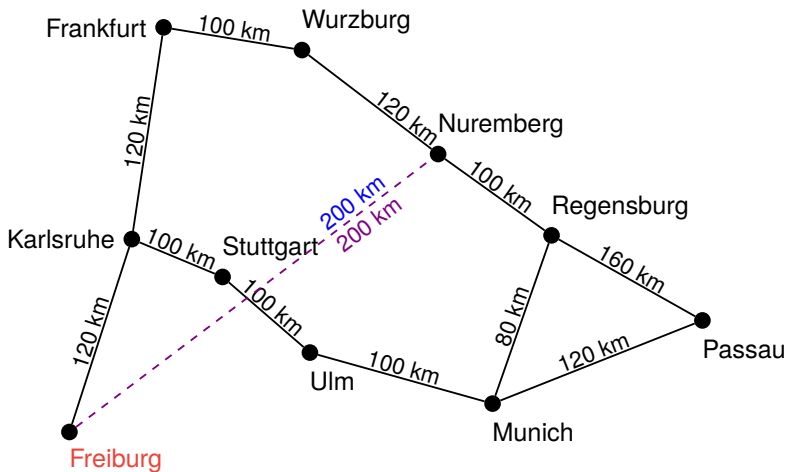 Frankfurt
100 km
Wurzburg
120 km
120 km
Nuremberg
100 km
200 km
200 km
Regensburg
Karlsruhe
100 km
Stuttgart
160 km
100 km
80 km
120 km
100 km
120 km
Passau
Ulm
Munich
Freiburg